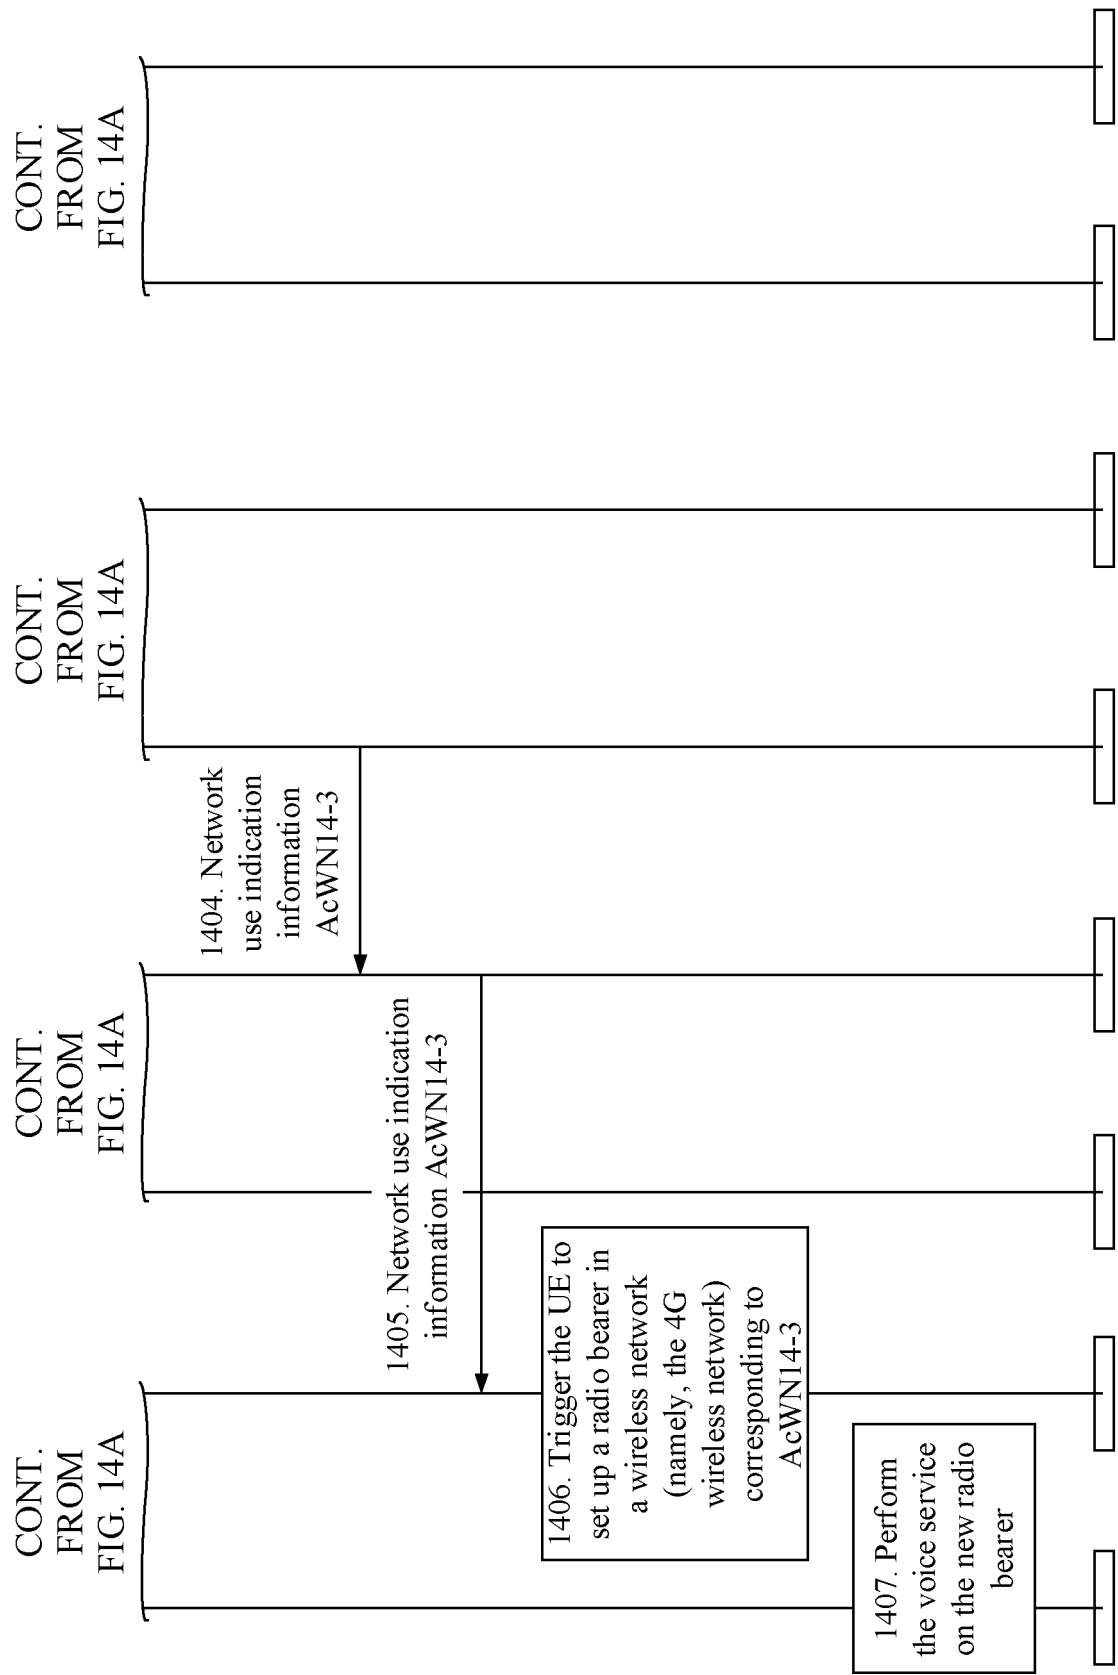 CONT.
FROM
FIG. 14A
CONT.
FROM
FIG. 14A
CONT.
FROM
FIG. 14A
CONT.
FROM
FIG. 14A
1404. Network
use indication
information
AcWN14-3
1405. Network use indication
information AcWN14-3
1406. Trigger the UE to
set up a radio bearer in
a wireless network
(namely, the 4G
wireless network)
corresponding to
AcWN14-3
1407. Perform
the voice service
on the new radio
bearer